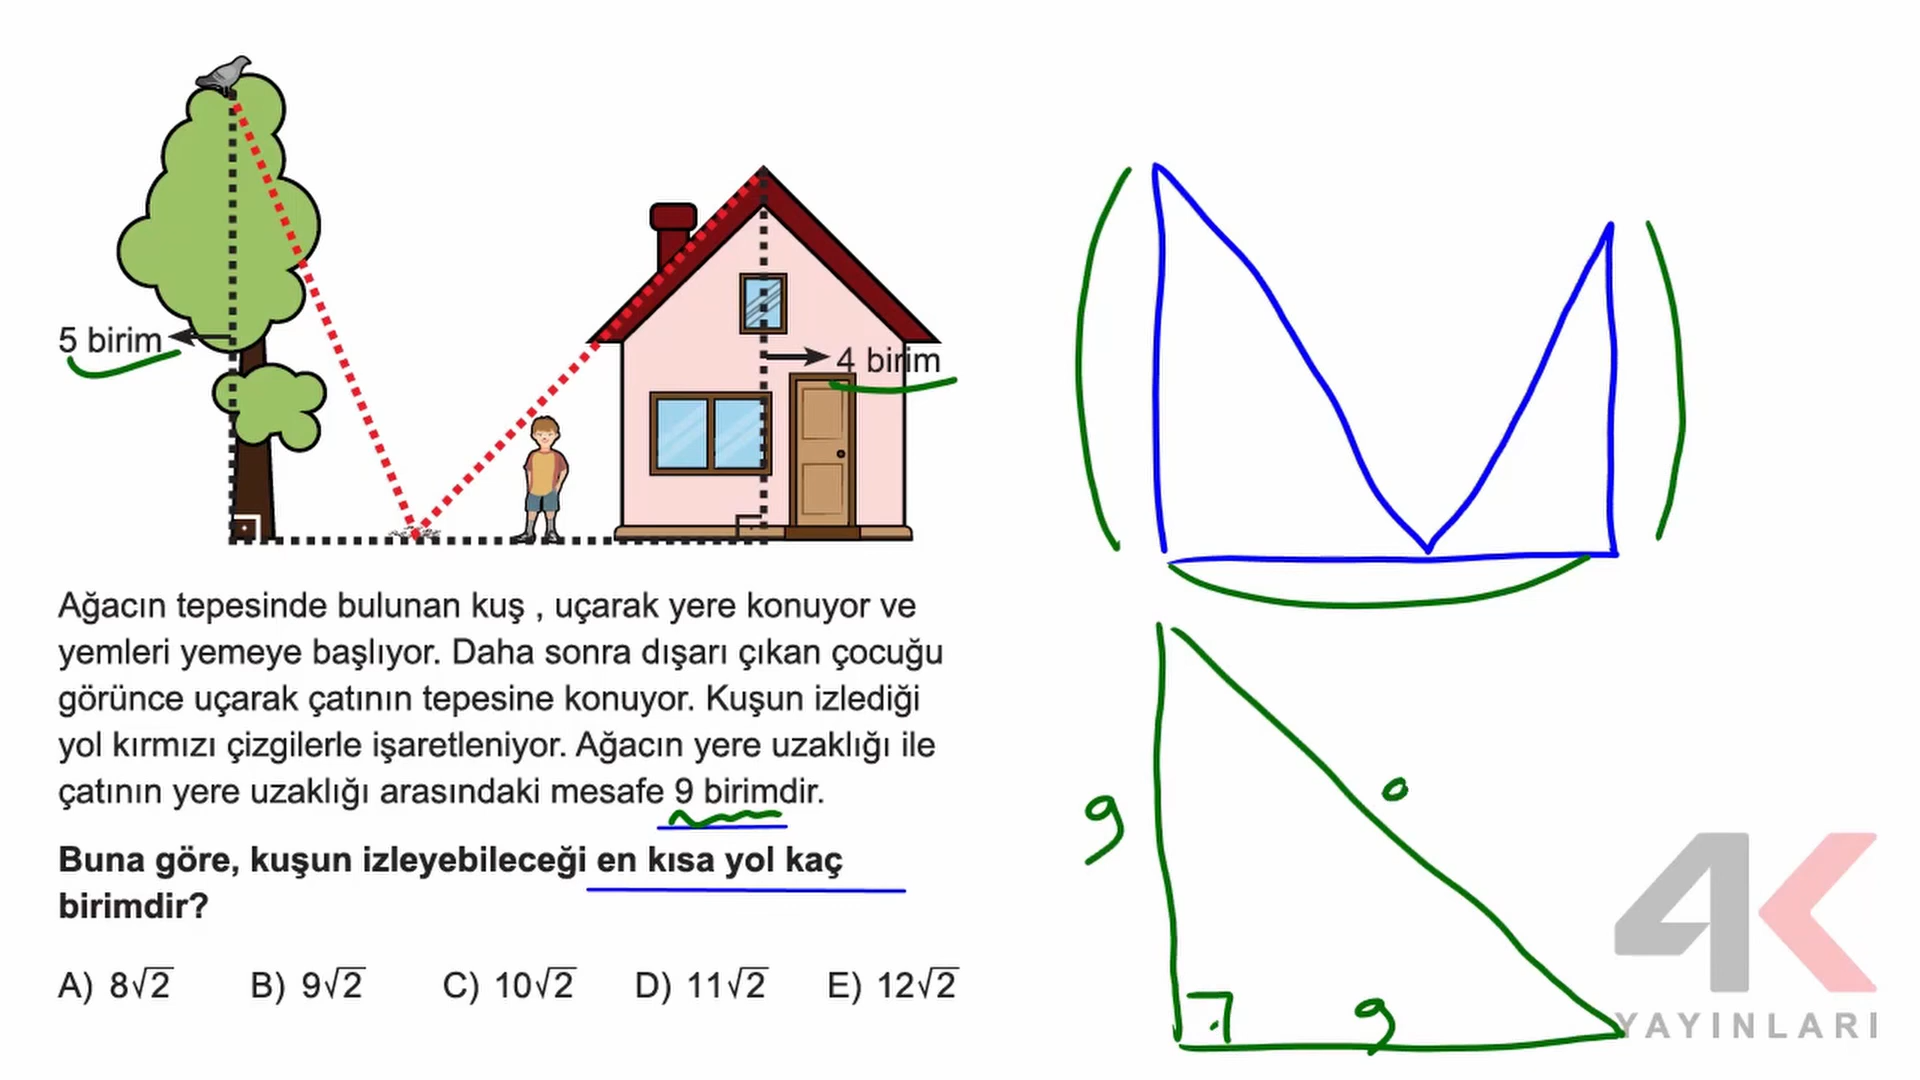 5 birim
4 birim
Ağacın tepesinde bulunan kuş , uçarak yere konuyor ve
yemleri yemeye başlıyor. Daha sonra dışarı çıkan çocuğu
görünce uçarak çatının tepesine konuyor. Kuşun izlediği
yol kırmızı çizgilerle işaretleniyor. Ağacın yere uzaklığı ile
çatının yere uzaklığı arasındaki mesafe 9 birimdir.
Buna göre, kuşun izleyebileceği en kısa yol kaç
birimdir?
A) 8√2 B) 9√2 C) 10√2 D) 11√2 E) 12√2
9
9
4K
YAYINLARI